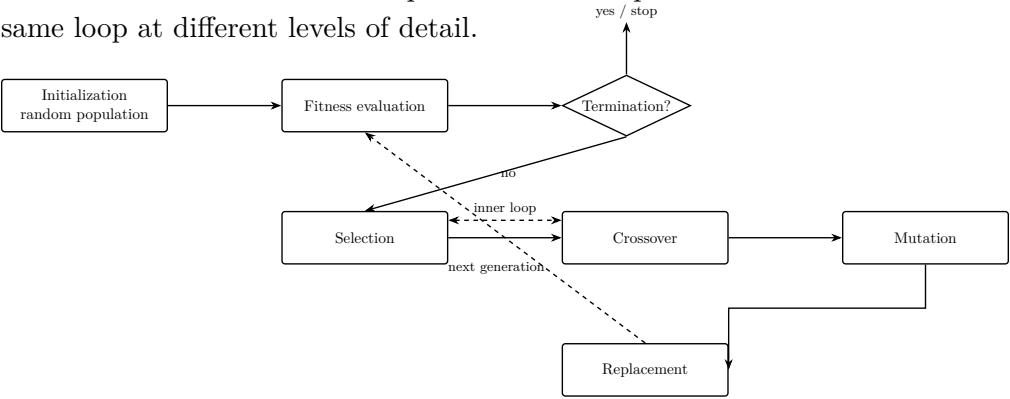 same loop at different levels of detail.
yes / stop
Initialization
random population
Fitness evaluation
Termination?
no
inner loop
Selection
Crossover
Mutation
next generation
Replacement